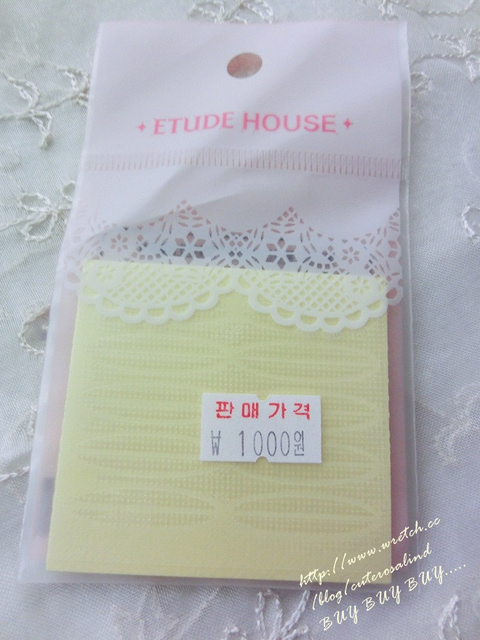 ✦ ETUDE HOUSE ✦
판매가격
₩ 1000원
http://www.wretch.cc
/blog/cuterosalind
BUY BUY BUY.....